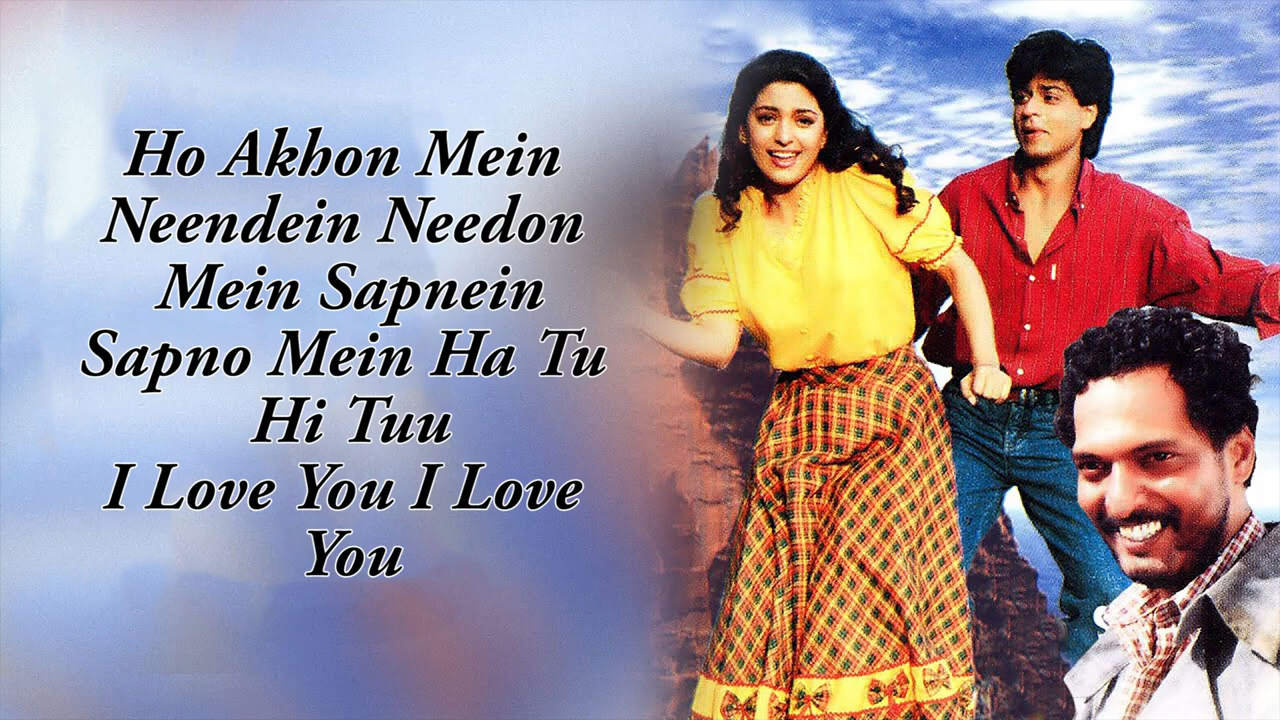 Ho Akhon Mein
Neendein Needon
Mein Sapnein
Sapno Mein Ha Tu
Hi Tuu
I Love You I Love
You